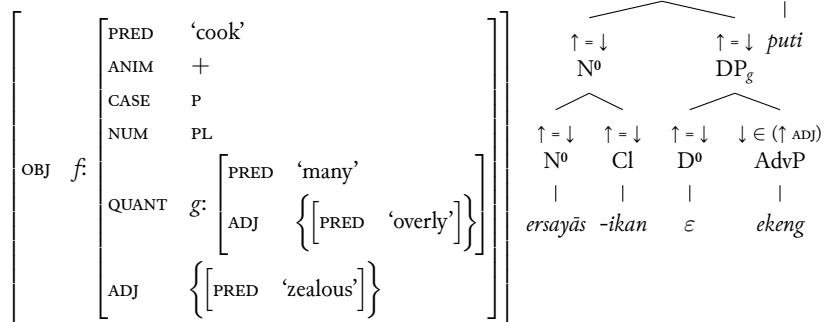 PRED ‘cook’
ANIM +
CASE P
NUM PL
OBJ f:
QUANT g: PRED ‘many’
ADJ {[PRED ‘overly’]}
ADJ {[PRED ‘zealous’]}
↑ = ↓ ↑ = ↓ puti
N⁰ DP_g
↑ = ↓ ↑ = ↓ ↑ = ↓ ↓ ∈ (↑ ADJ)
N⁰ Cl D⁰ AdvP
ersayās -ikan ε ekeng